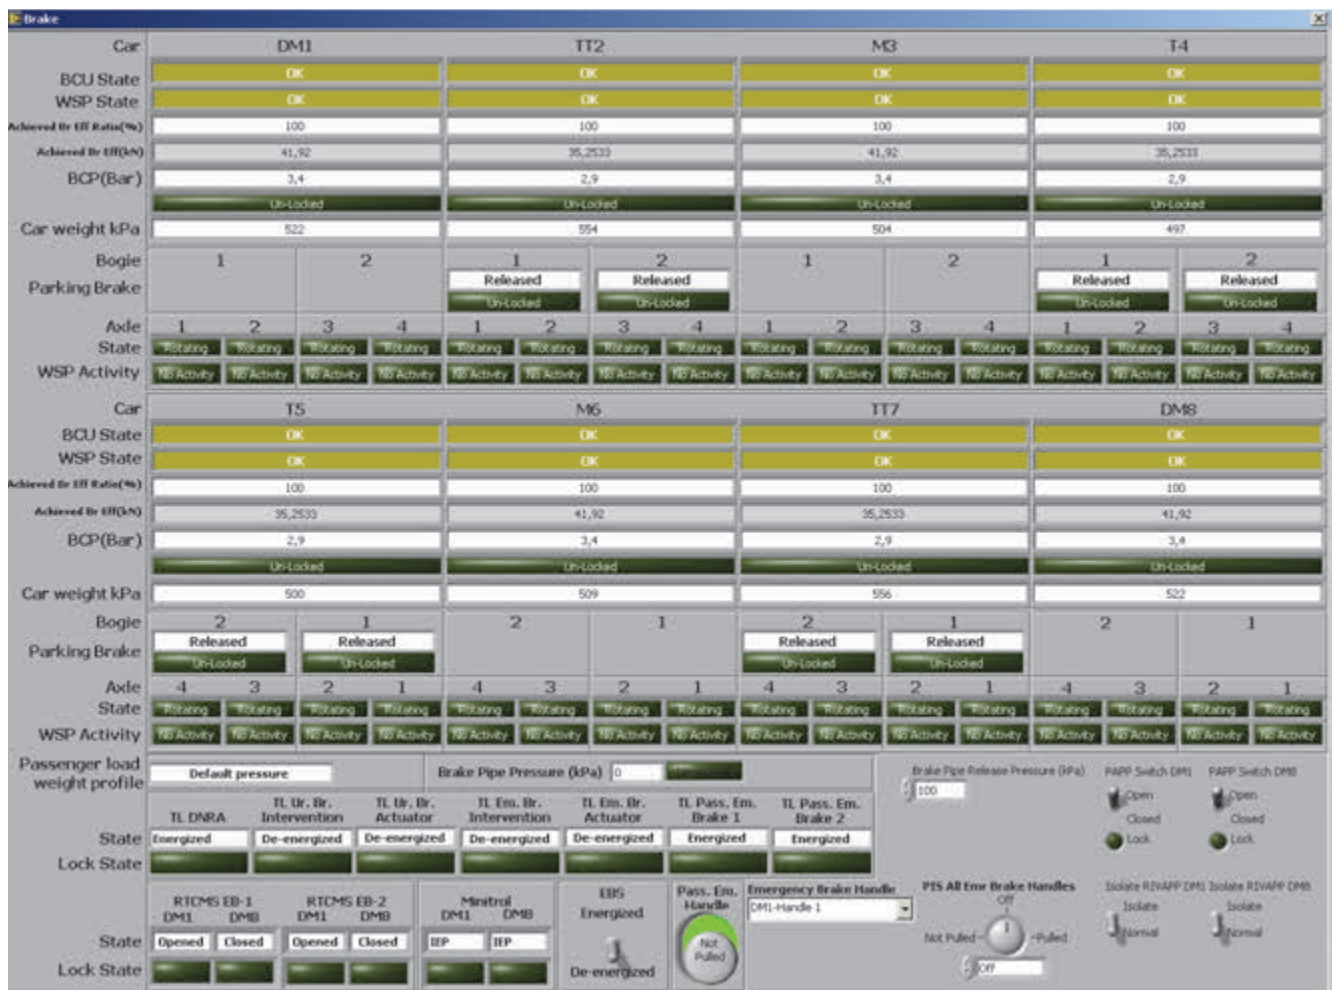 Brake
Car DM1 TT2 M3 T4
BCU State OK OK OK OK
WSP State OK OK OK OK
Achieved Br Eff Ratio(%) 100 100 100 100
Achieved Br Eff(kN) 41,92 35,2533 41,92 35,2533
BCP(Bar) 3,4 2,9 3,4 2,9
Un-Locked Un-Locked Un-Locked Un-Locked
Car weight kPa 522 554 504 497
Bogie 1 2 1 2 1 2 1 2
Parking Brake Released Released Released Released
Un-Locked Un-Locked Un-Locked Un-Locked
Axle 1 2 3 4 1 2 3 4 1 2 3 4 1 2 3 4
State Rotating Rotating Rotating Rotating Rotating Rotating Rotating Rotating Rotating Rotating Rotating Rotating Rotating Rotating Rotating Rotating
WSP Activity No Activity No Activity No Activity No Activity No Activity No Activity No Activity No Activity No Activity No Activity No Activity No Activity No Activity No Activity No Activity No Activity
Car T5 M6 TT7 DM8
BCU State OK OK OK OK
WSP State OK OK OK OK
Achieved Br Eff Ratio(%) 100 100 100 100
Achieved Br Eff(kN) 35,2533 41,92 35,2533 41,92
BCP(Bar) 2,9 3,4 2,9 3,4
Un-Locked Un-Locked Un-Locked Un-Locked
Car weight kPa 500 509 556 522
Bogie 2 1 2 1 2 1 2 1
Parking Brake Released Released Released Released
Un-Locked Un-Locked Un-Locked Un-Locked
Axle 4 3 2 1 4 3 2 1 4 3 2 1 4 3 2 1
State Rotating Rotating Rotating Rotating Rotating Rotating Rotating Rotating Rotating Rotating Rotating Rotating Rotating Rotating Rotating Rotating
WSP Activity No Activity No Activity No Activity No Activity No Activity No Activity No Activity No Activity No Activity No Activity No Activity No Activity No Activity No Activity No Activity No Activity
Passenger load
weight profile
Default pressure
Brake Pipe Pressure (kPa) 0
Brake Pipe Release Pressure (kPa)
100
PAPP Switch DM1 PAPP Switch DM8
Open Open
Closed Closed
Lock Lock
TL DNRA
TL Ur. Br.
Intervention
TL Ur. Br.
Actuator
TL Em. Br.
Intervention
TL Em. Br.
Actuator
TL Pass. Em.
Brake 1
TL Pass. Em.
Brake 2
State Energized De-energized De-energized De-energized De-energized Energized Energized
Lock State
RTCMS EB-1
DM1 DM8
RTCMS EB-2
DM1 DM8
Minitrol
DM1 DM8
State Opened Closed Opened Closed IEP IEP
Lock State
EBS
Energized
De-energized
Pass. Em.
Handle
Not
Pulled
Emergency Brake Handle
DM1-Handle 1
PIS All Emr Brake Handles
Off
Not Pulled Pulled
Off
Isolate RIVAPP DM1 Isolate RIVAPP DM8
Isolate Isolate
Normal Normal